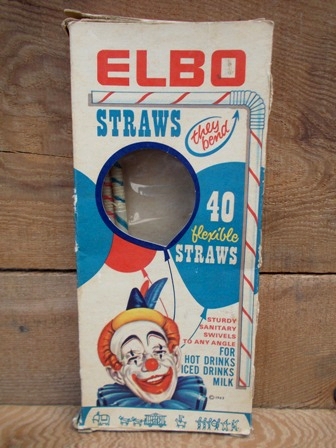 ELBO
STRAWS
they
bend
40
flexible
STRAWS
STURDY
SANITARY
SWIVELS
TO ANY ANGLE
FOR
HOT DRINKS
ICED DRINKS
MILK